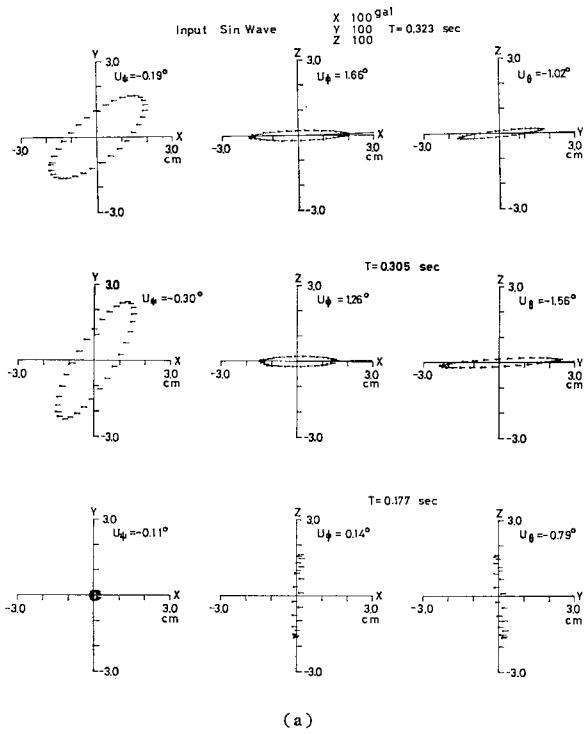 X 100 gal
Input Sin Wave Y 100 T=0.323 sec
Z 100
Y 3.0 Uψ=-0.19° X -3.0 3.0 cm -3.0
Z 3.0 Uφ=1.66° X -3.0 3.0 cm -3.0
Z 3.0 Uθ=-1.02° Y -3.0 3.0 cm -3.0
T=0.305 sec
Y 3.0 Uψ=-0.30° X -3.0 3.0 cm -3.0
Z 3.0 Uφ=1.26° X -3.0 3.0 cm -3.0
Z 3.0 Uθ=-1.56° Y -3.0 3.0 cm -3.0
T=0.177 sec
Y 3.0 Uψ=-0.11° X -3.0 3.0 cm -3.0
Z 3.0 Uφ=0.14° X -3.0 3.0 cm -3.0
Z 3.0 Uθ=-0.79° Y -3.0 3.0 cm -3.0
(a)